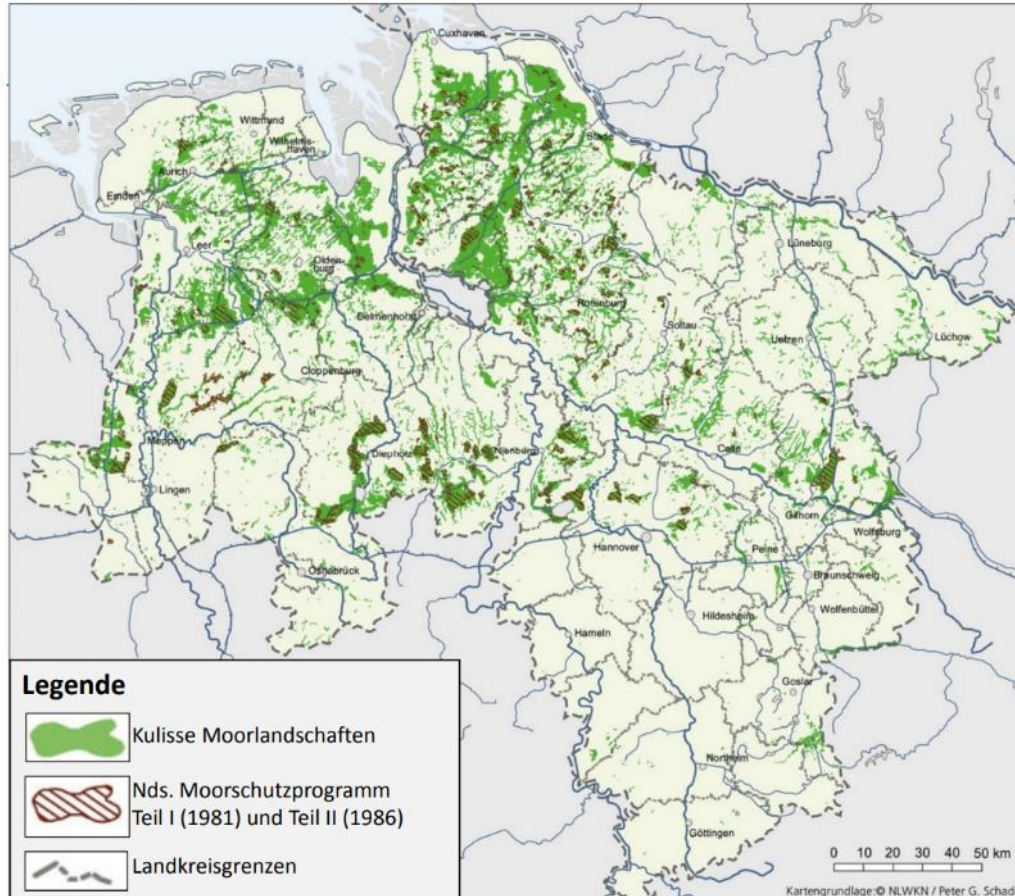 Cuxhaven
Wittmund
Wilhelms-
haven
Stade
Aurich
Emden
Leer
Lüneburg
Olden-
burg
Rotenburg
Delmenhorst
Soltau
Uelzen
Lüchow
Cloppenburg
Meppen
Diepholz
Nienburg
Celle
Lingen
Gifhorn
Wolfsburg
Hannover
Peine
Osnabrück
Braunschweig
Hildesheim
Wolfenbüttel
Hameln
Goslar
Northeim
Göttingen
Legende
Kulisse Moorlandschaften
Nds. Moorschutzprogramm
Teil I (1981) und Teil II (1986)
Landkreisgrenzen
0 10 20 30 40 50 km
Kartengrundlage:© NLWKN / Peter G. Schad